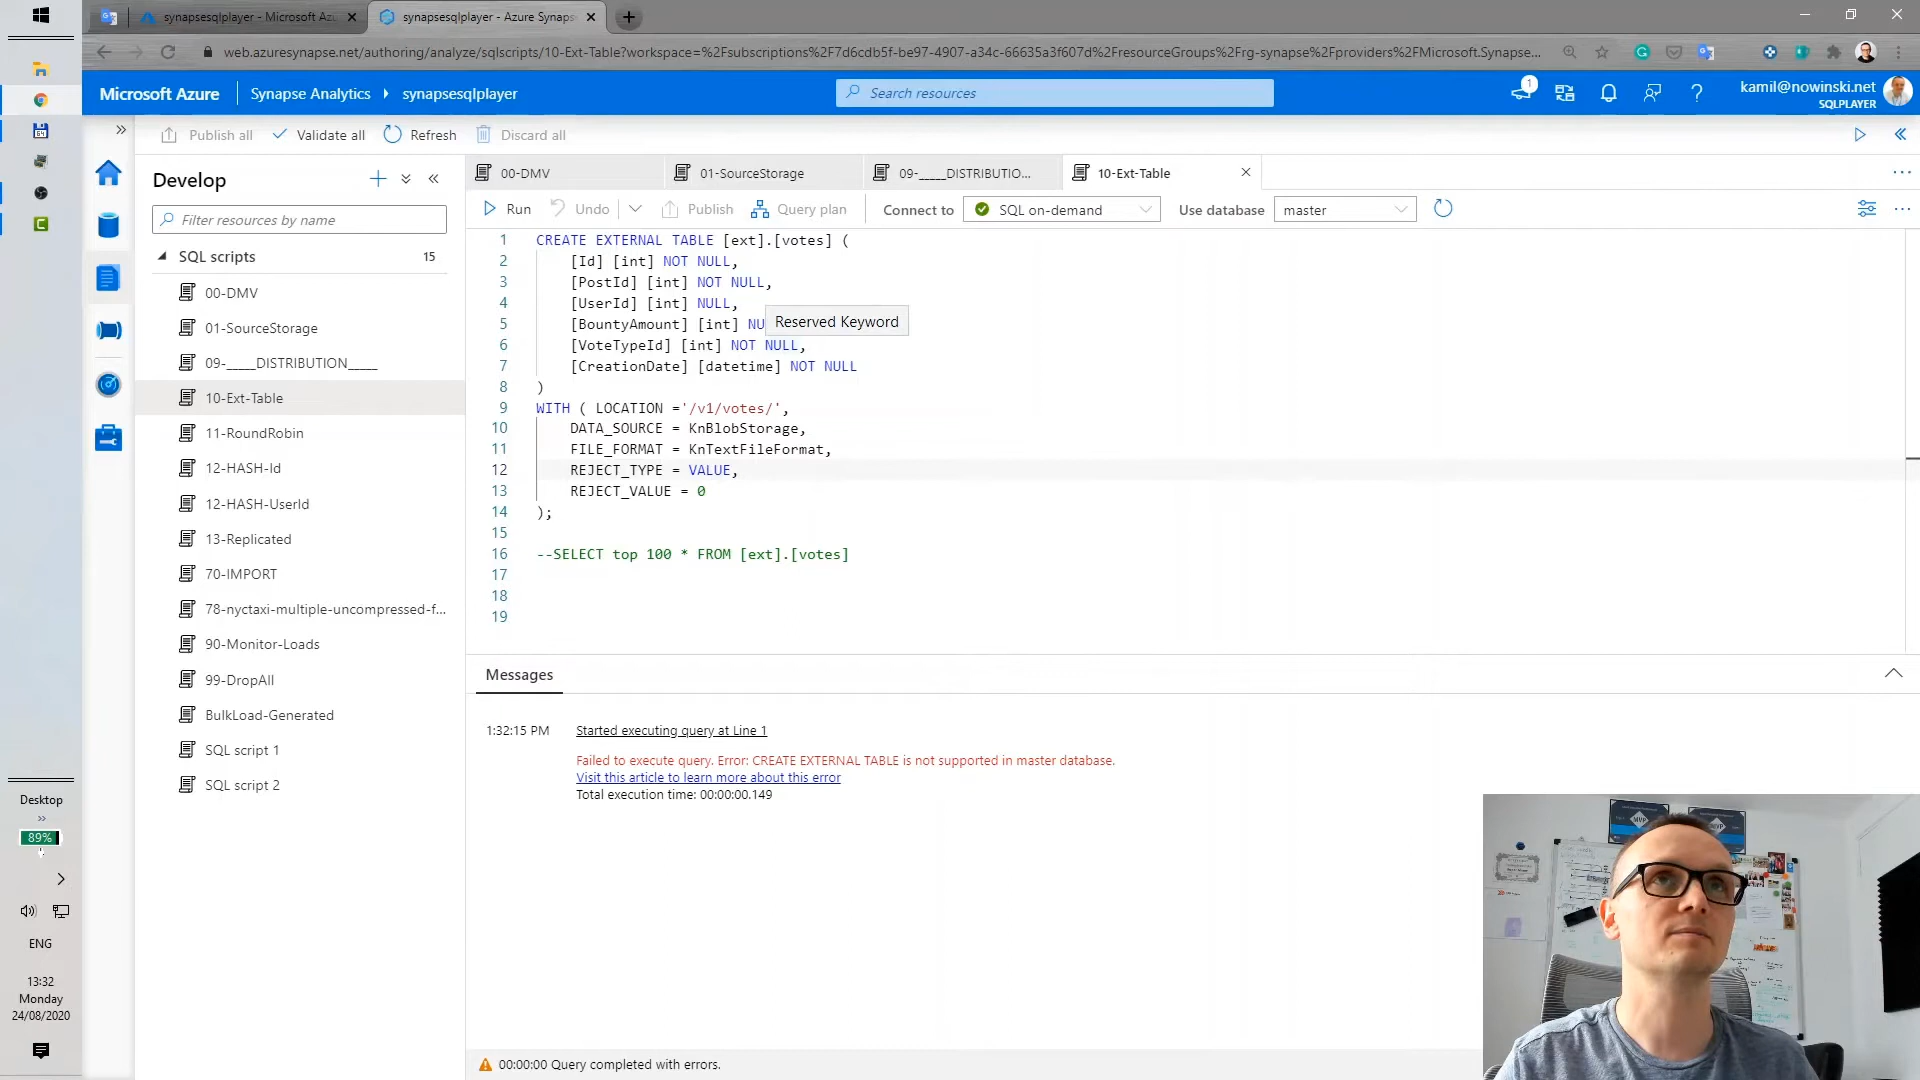 synapsesqlplayer - Microsoft Az
synapsesqlplayer - Azure Synaps
web.azuresynapse.net/authoring/analyze/sqlscripts/10-Ext-Table?workspace=%2Fsubscriptions%2F7d6cdb5f-be97-4907-a34c-66635a3f607d%2FresourceGroups%2Frg-synapse%2Fproviders%2FMicrosoft.Synapse...
Microsoft Azure
Synapse Analytics
synapsesqlplayer
Search resources
1
kamil@nowinski.net
SQLPLAYER
Publish all
Validate all
Refresh
Discard all
Develop
Filter resources by name
SQL scripts
15
00-DMV
01-SourceStorage
09-_____DISTRIBUTION_____
10-Ext-Table
11-RoundRobin
12-HASH-Id
12-HASH-UserId
13-Replicated
70-IMPORT
78-nyctaxi-multiple-uncompressed-f...
90-Monitor-Loads
99-DropAll
BulkLoad-Generated
SQL script 1
SQL script 2
00-DMV
01-SourceStorage
09-_____DISTRIBUTIO...
10-Ext-Table
Run
Undo
Publish
Query plan
Connect to
SQL on-demand
Use database
master
1 CREATE EXTERNAL TABLE [ext].[votes] (
2 [Id] [int] NOT NULL,
3 [PostId] [int] NOT NULL,
4 [UserId] [int] NULL,
5 [BountyAmount] [int] NU
Reserved Keyword
6 [VoteTypeId] [int] NOT NULL,
7 [CreationDate] [datetime] NOT NULL
8 )
9 WITH ( LOCATION ='/v1/votes/',
10 DATA_SOURCE = KnBlobStorage,
11 FILE_FORMAT = KnTextFileFormat,
12 REJECT_TYPE = VALUE,
13 REJECT_VALUE = 0
14 );
15
16 --SELECT top 100 * FROM [ext].[votes]
17
18
19
Messages
1:32:15 PM
Started executing query at Line 1
Failed to execute query. Error: CREATE EXTERNAL TABLE is not supported in master database.
Visit this article to learn more about this error
Total execution time: 00:00:00.149
00:00:00 Query completed with errors.
Desktop
89%
ENG
13:32
Monday
24/08/2020
MVP
MVP